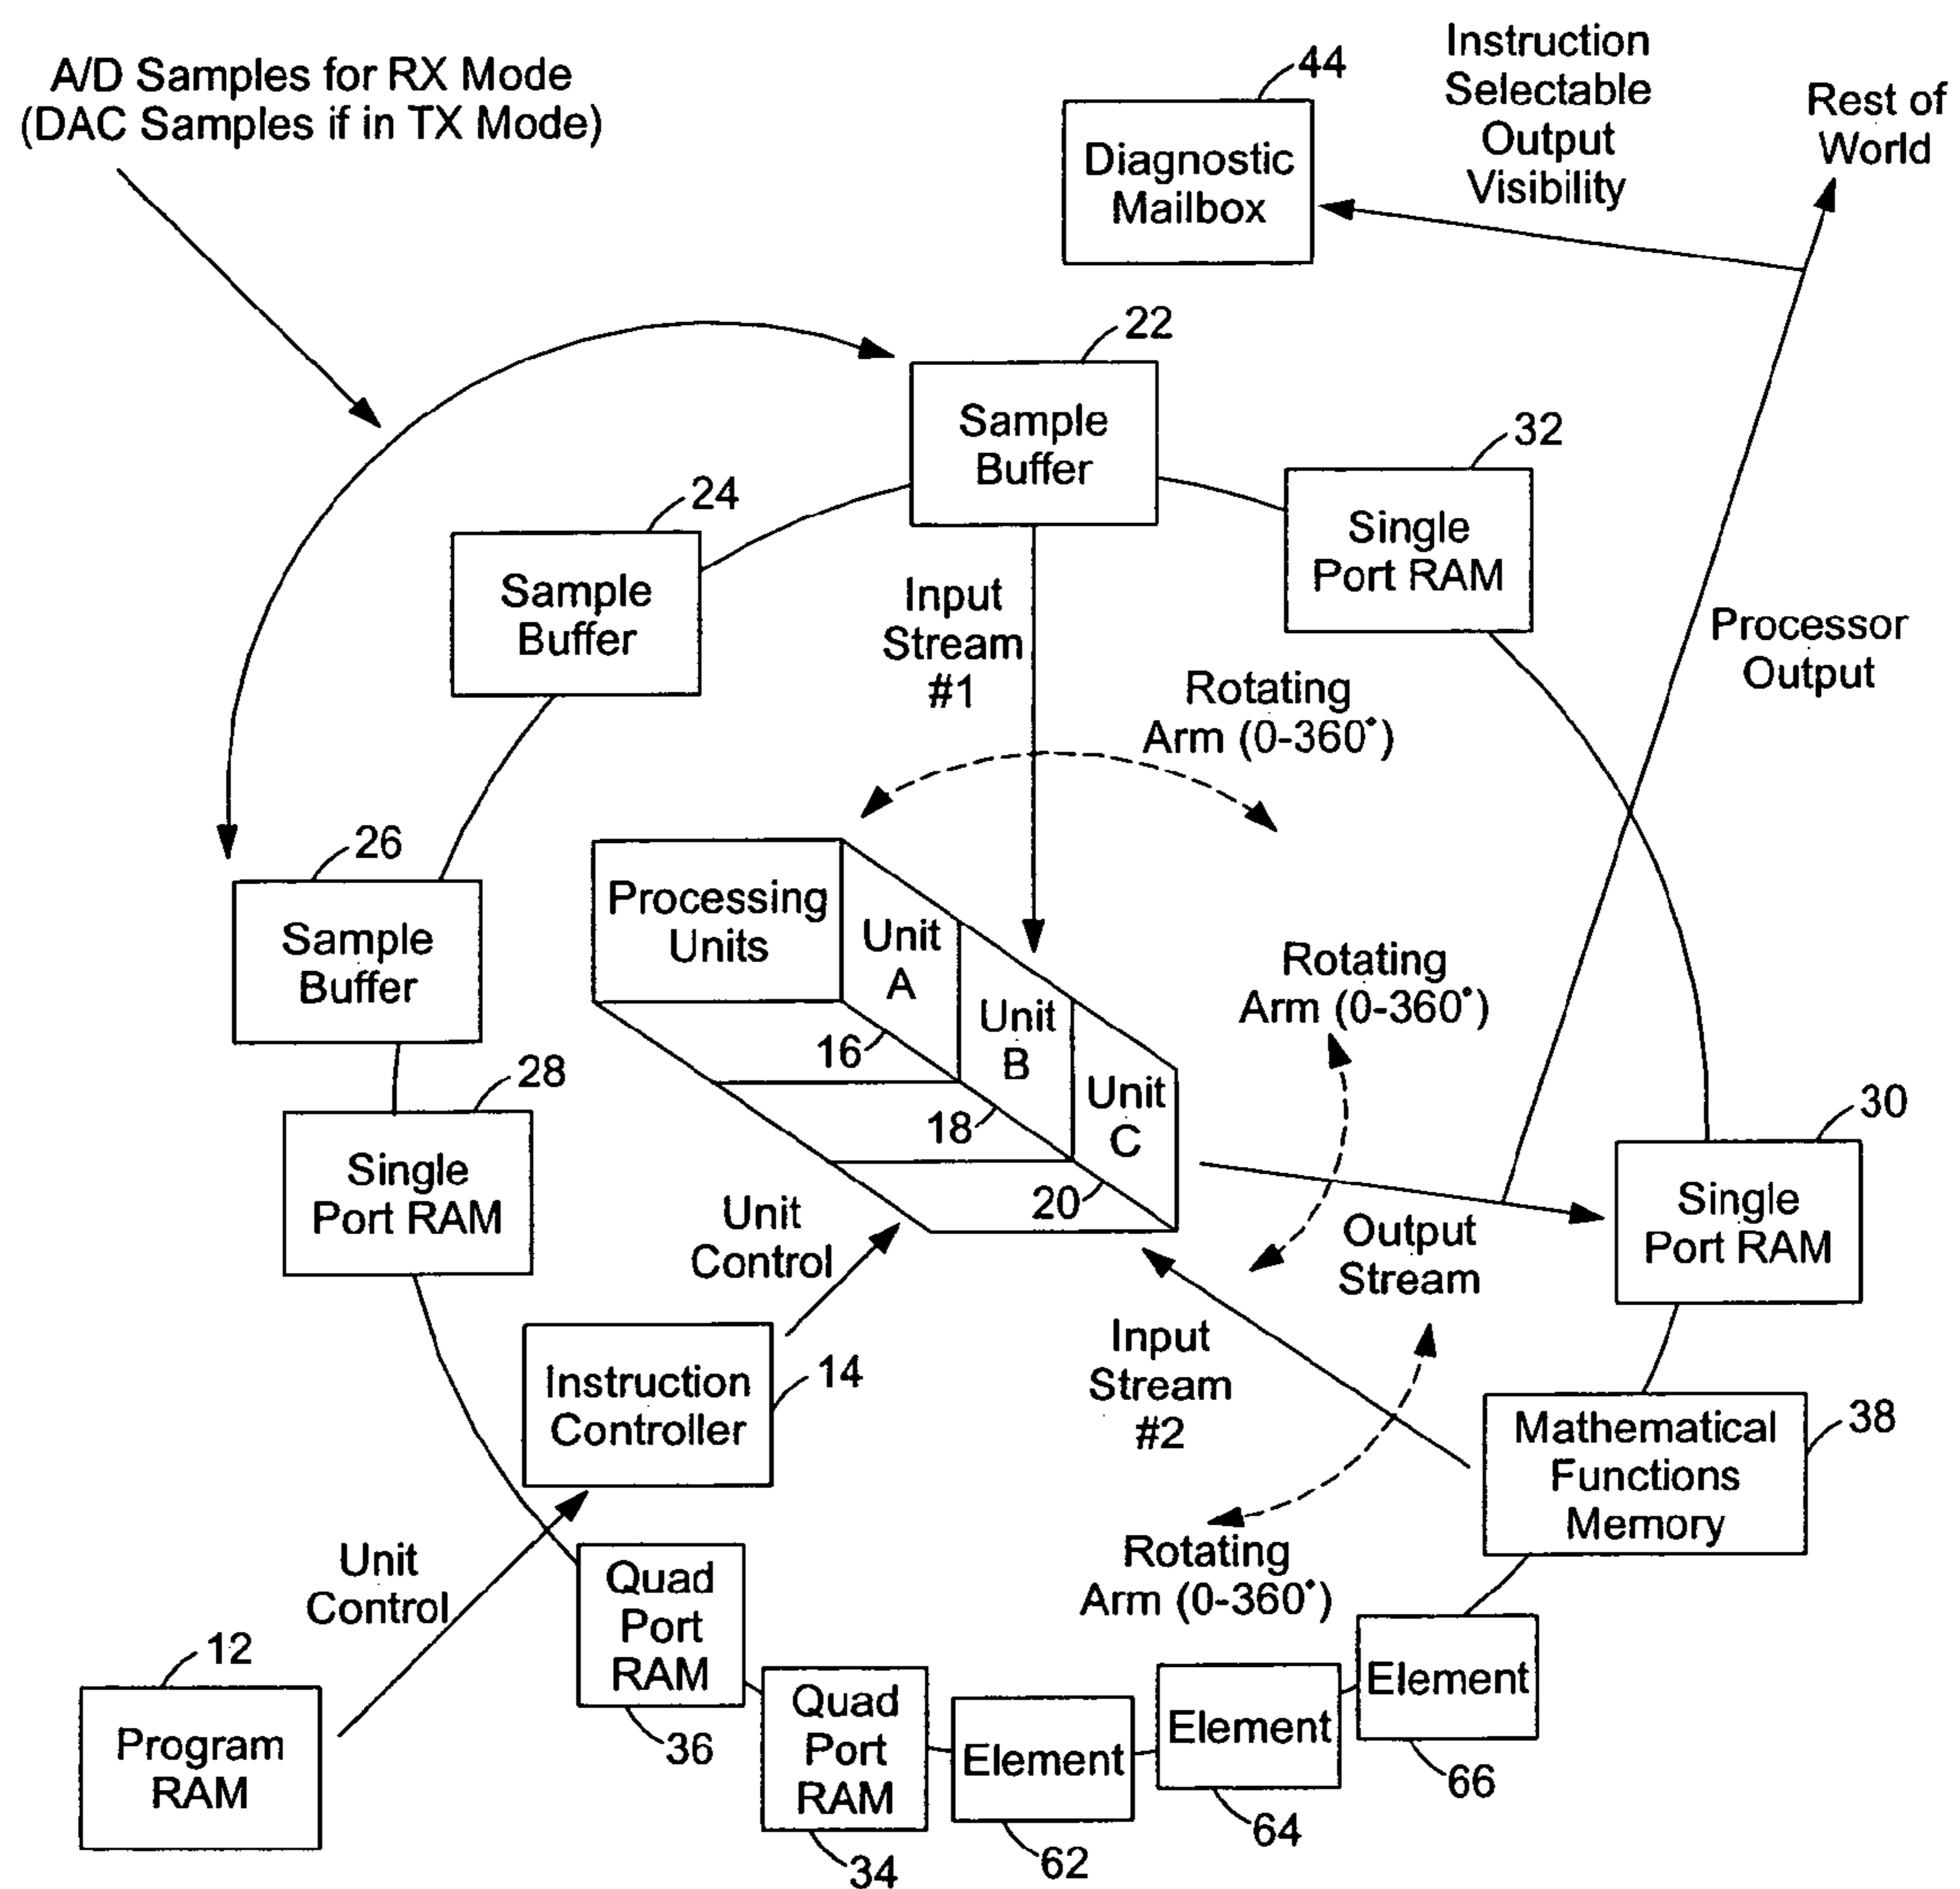 A/D Samples for RX Mode
(DAC Samples if in TX Mode)
44
Diagnostic
Mailbox
Instruction
Selectable
Output
Visibility
Rest of
World
22
Sample
Buffer
32
Single
Port RAM
24
Sample
Buffer
Input
Stream
#1
Processor
Output
Rotating
Arm (0-360°)
26
Sample
Buffer
Processing
Units
Unit
A
Unit
B
Unit
C
16
18
20
Rotating
Arm (0-360°)
28
Single
Port RAM
30
Single
Port RAM
Unit
Control
Output
Stream
Instruction
Controller
14
Input
Stream
#2
38
Mathematical
Functions
Memory
Rotating
Arm (0-360°)
Unit
Control
12
Program
RAM
Quad
Port
RAM
36
Quad
Port
RAM
34
Element
62
Element
64
Element
66